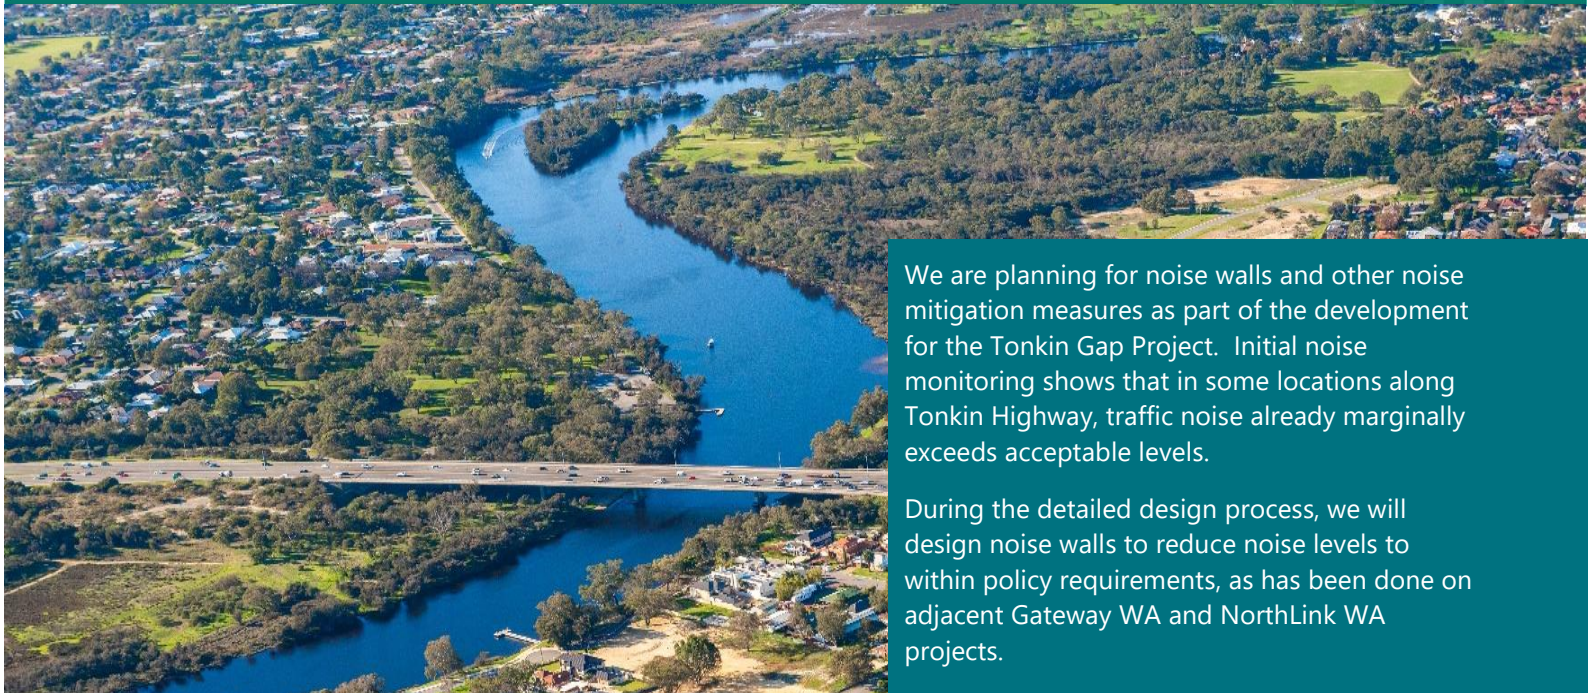 We are planning for noise walls and other noise
mitigation measures as part of the development
for the Tonkin Gap Project.  Initial noise
monitoring shows that in some locations along
Tonkin Highway, traffic noise already marginally
exceeds acceptable levels.
During the detailed design process, we will
design noise walls to reduce noise levels to
within policy requirements, as has been done on
adjacent Gateway WA and NorthLink WA
projects.